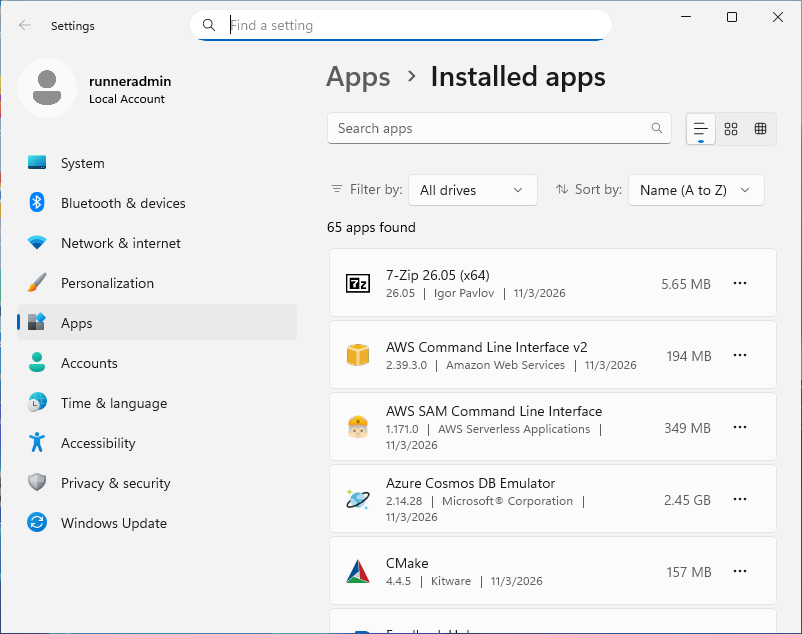 Settings
Find a setting
runneradmin
Local Account
System
Bluetooth & devices
Network & internet
Personalization
Apps
Accounts
Time & language
Accessibility
Privacy & security
Windows Update
Apps > Installed apps
Search apps
Filter by: All drives Sort by: Name (A to Z)
65 apps found
7-Zip 26.05 (x64)
26.05 | Igor Pavlov | 11/3/2026
5.65 MB
AWS Command Line Interface v2
2.39.3.0 | Amazon Web Services | 11/3/2026
194 MB
AWS SAM Command Line Interface
1.171.0 | AWS Serverless Applications |
11/3/2026
349 MB
Azure Cosmos DB Emulator
2.14.28 | Microsoft® Corporation |
11/3/2026
2.45 GB
CMake
4.4.5 | Kitware | 11/3/2026
157 MB